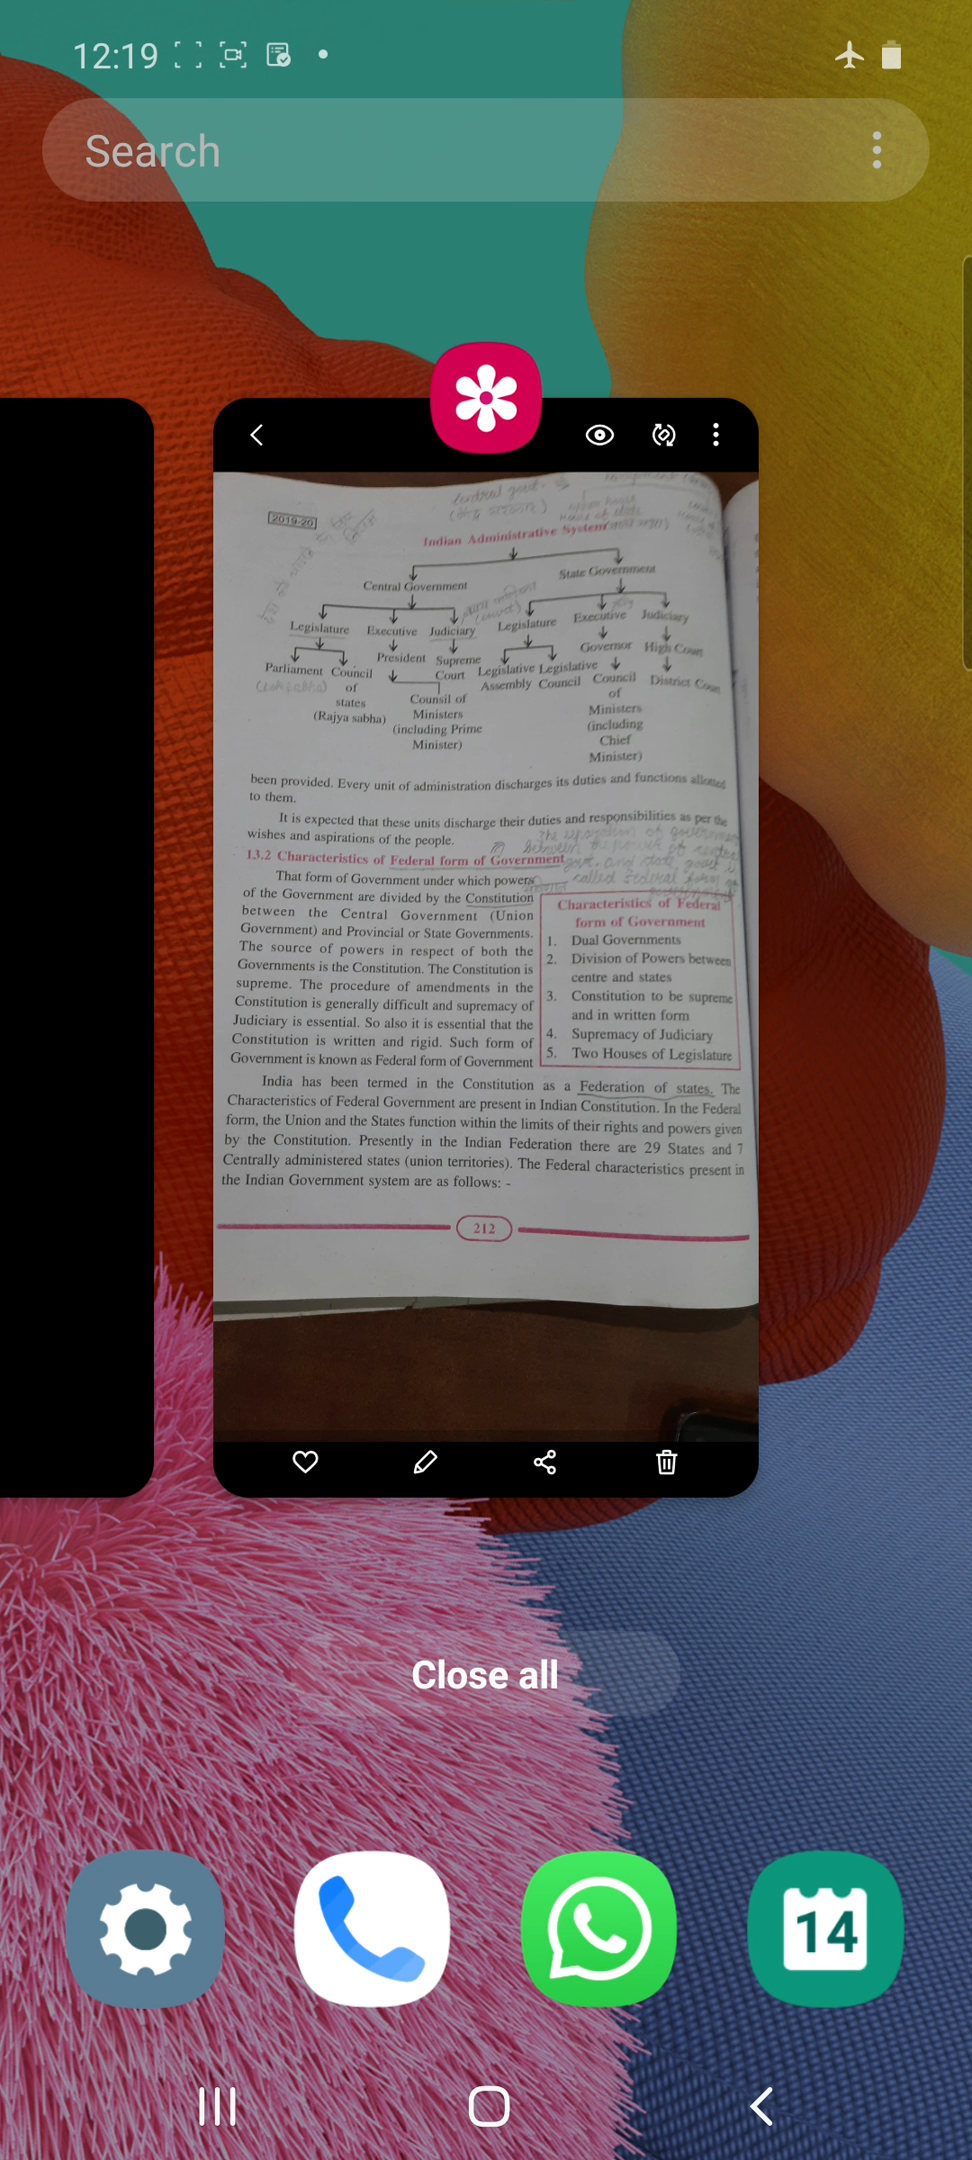 12:19
Search
2019-20
Indian Administrative System
Central Government State Government
Legislature Executive Judiciary Legislature Executive Judiciary
President Supreme Court Governor High Court
Parliament Council of states (Rajya sabha)
Counsil of Ministers (including Prime Minister)
Legislative Assembly Legislative Council
Council of Ministers (including Chief Minister)
District Court
been provided. Every unit of administration discharges its duties and functions allotted
to them.
It is expected that these units discharge their duties and responsibilities as per the
wishes and aspirations of the people.
13.2 Characteristics of Federal form of Government
That form of Government under which powers
of the Government are divided by the Constitution
between the Central Government (Union
Government) and Provincial or State Governments.
The source of powers in respect of both the
Governments is the Constitution. The Constitution is
supreme. The procedure of amendments in the
Constitution is generally difficult and supremacy of
Judiciary is essential. So also it is essential that the
Constitution is written and rigid. Such form of
Government is known as Federal form of Government
Characteristics of Federal
form of Government
1. Dual Governments
2. Division of Powers between
centre and states
3. Constitution to be supreme
and in written form
4. Supremacy of Judiciary
5. Two Houses of Legislature
India has been termed in the Constitution as a Federation of states. The
Characteristics of Federal Government are present in Indian Constitution. In the Federal
form, the Union and the States function within the limits of their rights and powers given
by the Constitution. Presently in the Indian Federation there are 29 States and 7
Centrally administered states (union territories). The Federal characteristics present in
the Indian Government system are as follows: -
212
Close all
14